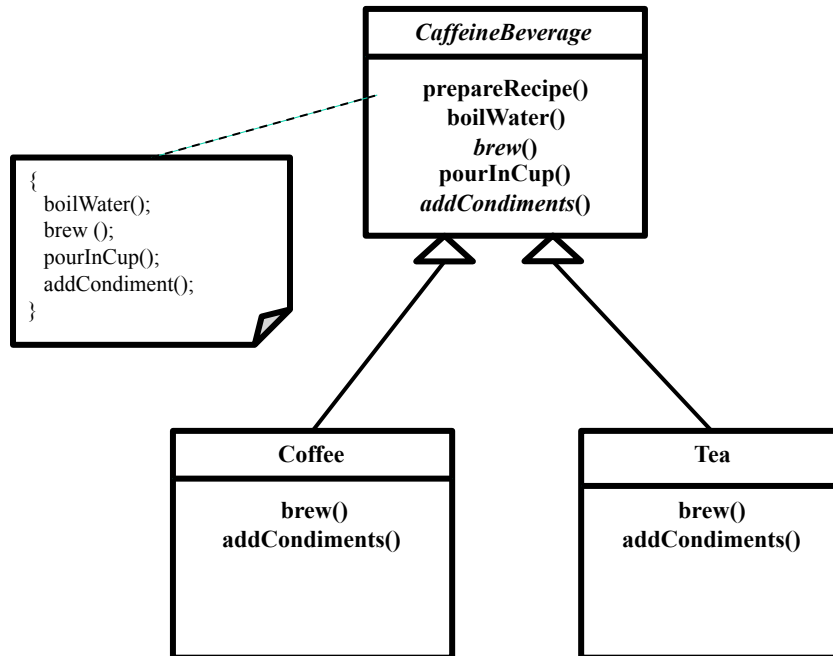 CaffeineBeverage
prepareRecipe()
boilWater()
brew()
pourInCup()
addCondiments()
{
boilWater();
brew ();
pourInCup();
addCondiment();
}
Coffee
brew()
addCondiments()
Tea
brew()
addCondiments()